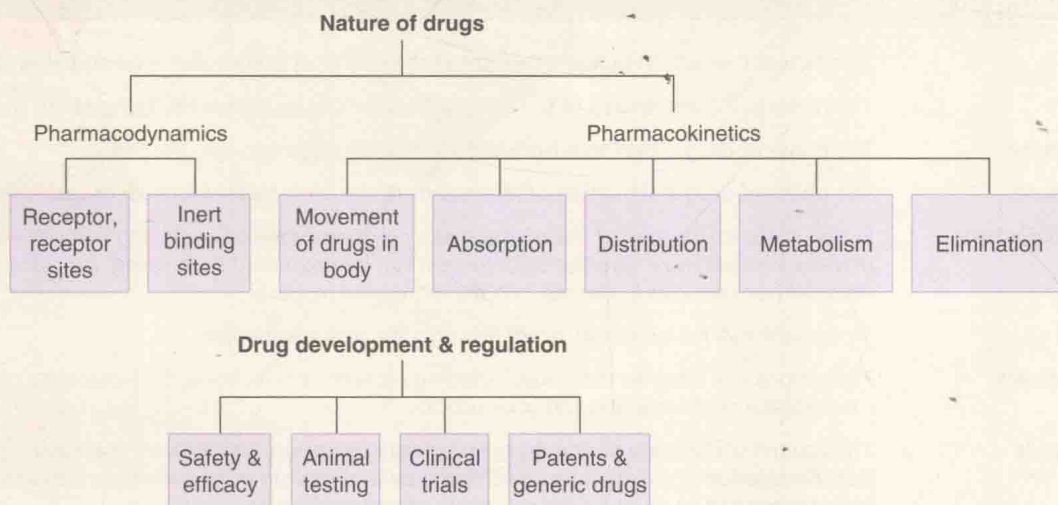 Nature of drugs
Pharmacodynamics
Pharmacokinetics
Receptor,
receptor
sites
Inert
binding
sites
Movement
of drugs in
body
Absorption
Distribution
Metabolism
Elimination
Drug development & regulation
Safety &
efficacy
Animal
testing
Clinical
trials
Patents &
generic drugs